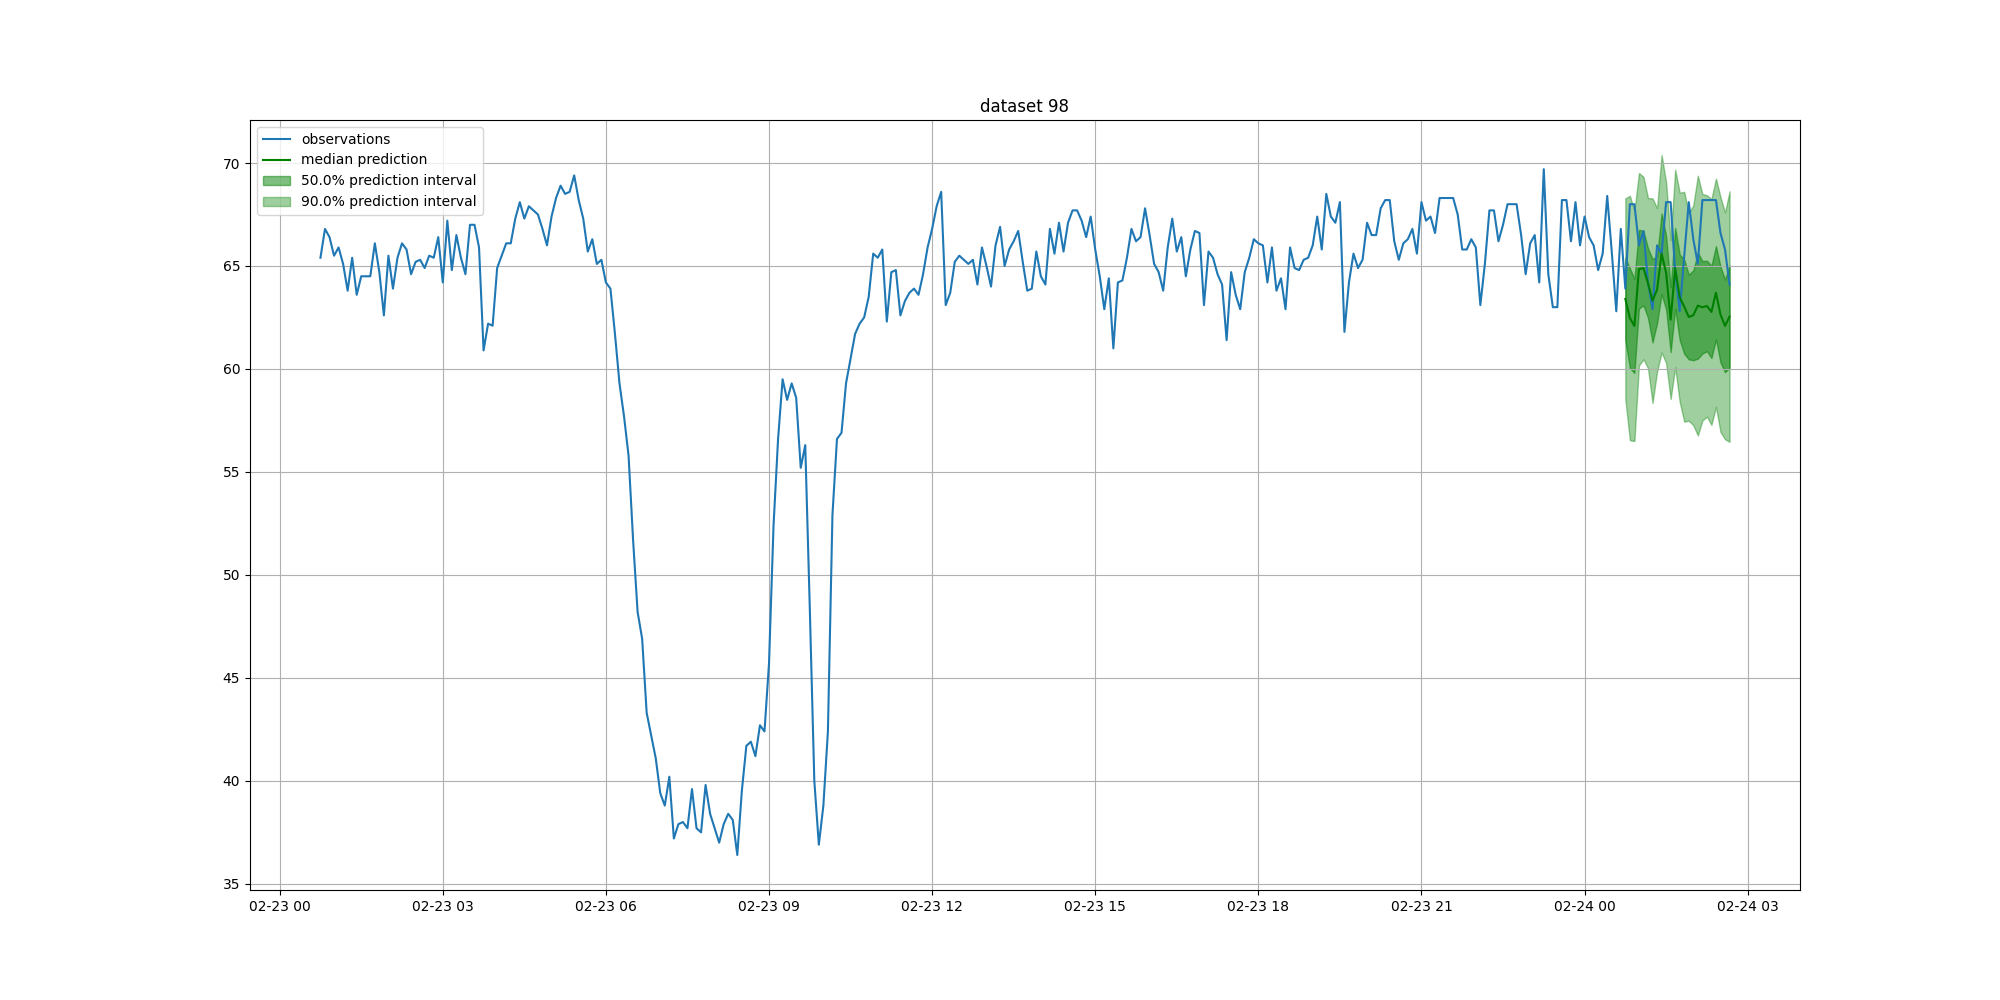 dataset 98
observations
median prediction
50.0% prediction interval
90.0% prediction interval
70
65
60
55
50
45
40
35
02-23 00 02-23 03 02-23 06 02-23 09 02-23 12 02-23 15 02-23 18 02-23 21 02-24 00 02-24 03